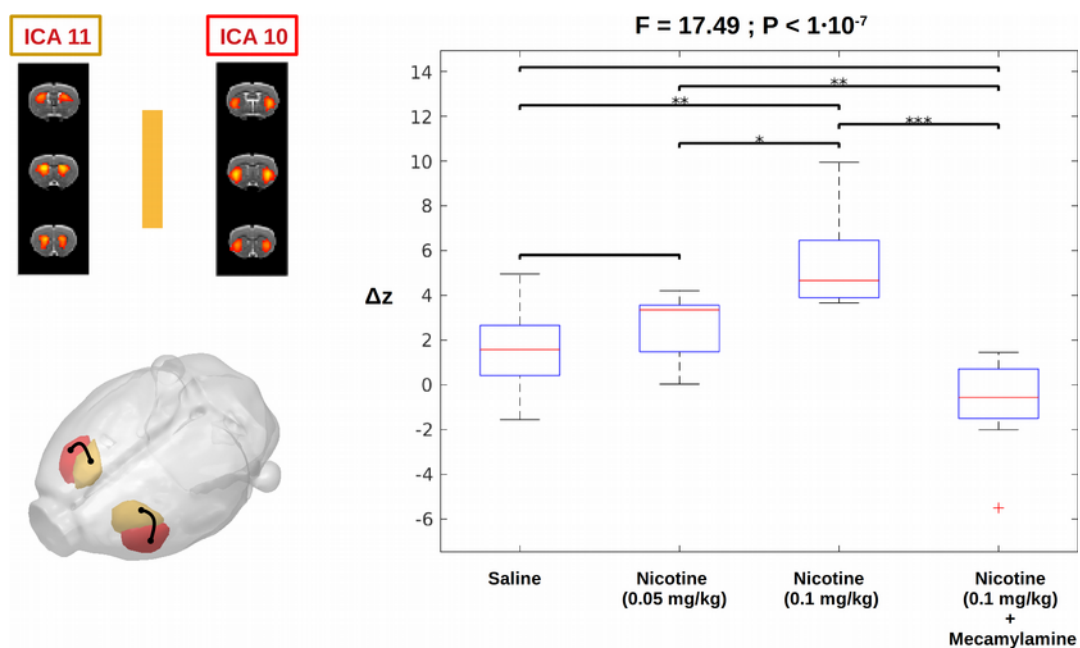 ICA 11
ICA 10
F = 17.49 ; P < 1·10⁻⁷
14
12
10
8
6
4
2
0
-2
-4
-6
Δz
**
**
***
*
+
Saline
Nicotine
(0.05 mg/kg)
Nicotine
(0.1 mg/kg)
Nicotine
(0.1 mg/kg)
+
Mecamylamine